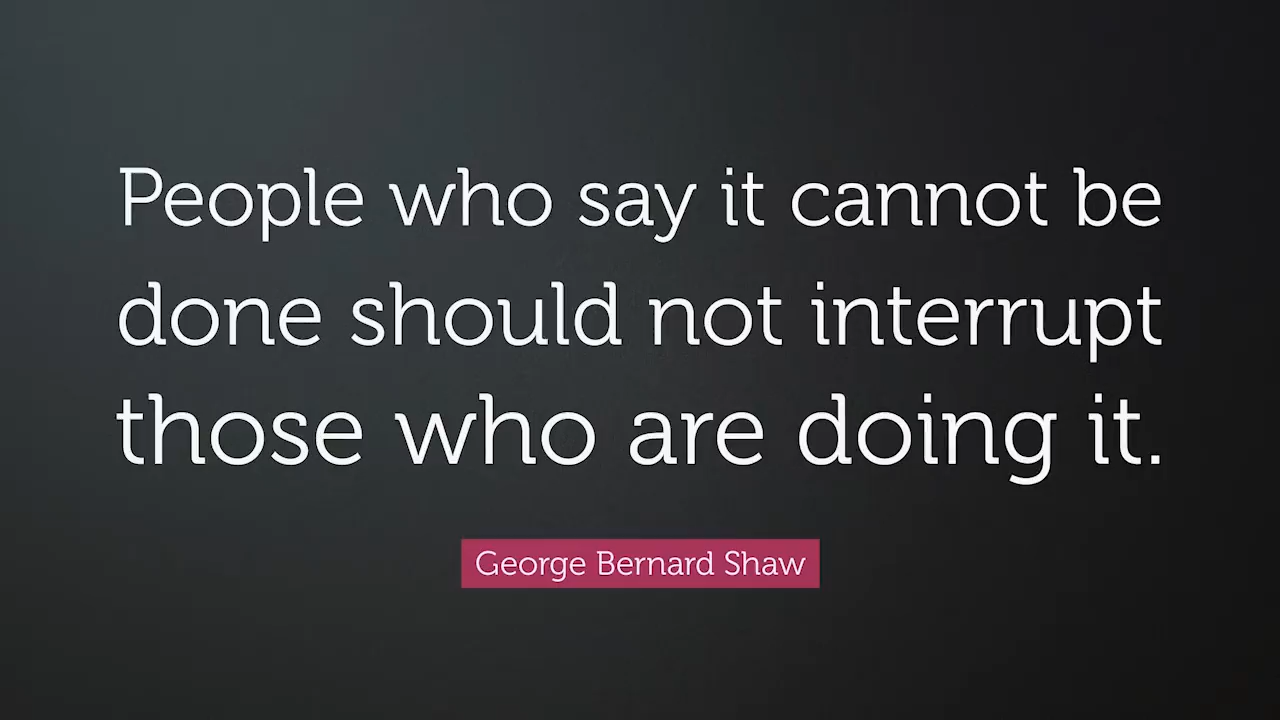 People who say it cannot be
done should not interrupt
those who are doing it.
George Bernard Shaw